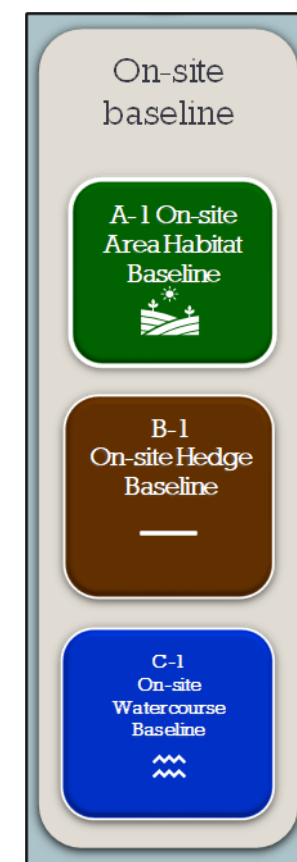 On-site
baseline
A-1 On-site
Area Habitat
Baseline
B-1
On-site Hedge
Baseline
C-1
On-site
Watercourse
Baseline